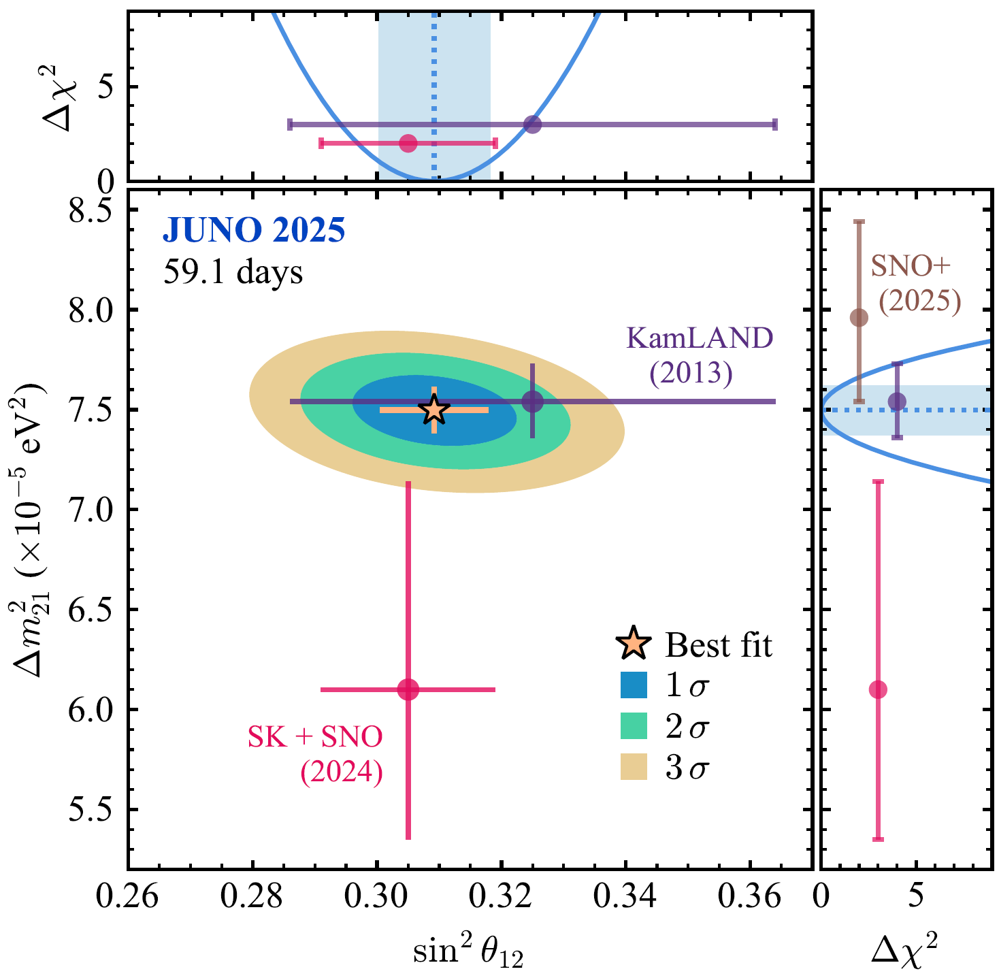 Δχ²
5
0
8.5
8.0
7.5
7.0
6.5
6.0
5.5
Δm²₂₁ (×10⁻⁵ eV²)
JUNO 2025
59.1 days
KamLAND
(2013)
SK + SNO
(2024)
Best fit
1 σ
2 σ
3 σ
SNO+
(2025)
0.26
0.28
0.30
0.32
0.34
0.36
0
5
sin² θ₁₂
Δχ²